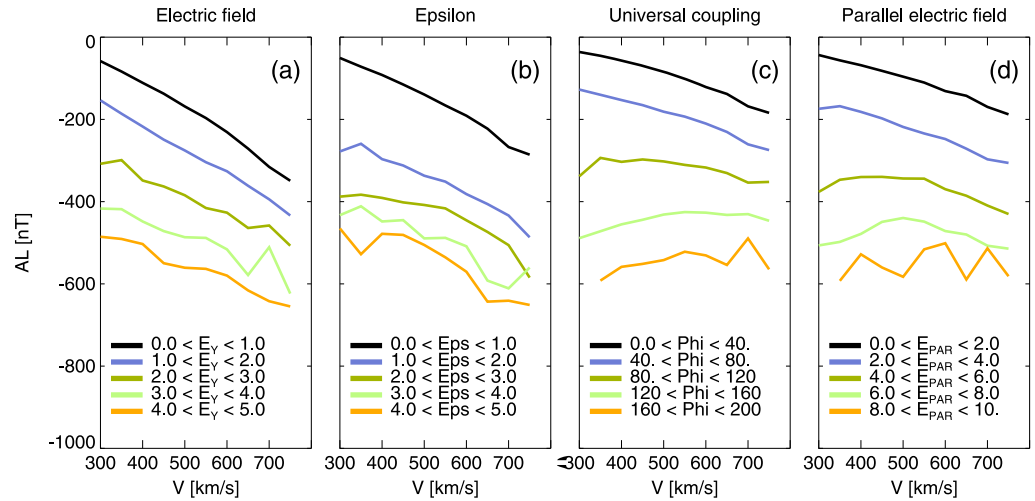 Electric field
Epsilon
Universal coupling
Parallel electric field
0
-200
-400
-600
-800
-1000
AL [nT]
(a)
0.0 < E_Y < 1.0
1.0 < E_Y < 2.0
2.0 < E_Y < 3.0
3.0 < E_Y < 4.0
4.0 < E_Y < 5.0
300 400 500 600 700
V [km/s]
(b)
0.0 < Eps < 1.0
1.0 < Eps < 2.0
2.0 < Eps < 3.0
3.0 < Eps < 4.0
4.0 < Eps < 5.0
300 400 500 600 700
V [km/s]
(c)
0.0 < Phi < 40.
40. < Phi < 80.
80. < Phi < 120
120 < Phi < 160
160 < Phi < 200
300 400 500 600 700
V [km/s]
(d)
0.0 < E_PAR < 2.0
2.0 < E_PAR < 4.0
4.0 < E_PAR < 6.0
6.0 < E_PAR < 8.0
8.0 < E_PAR < 10.
300 400 500 600 700
V [km/s]